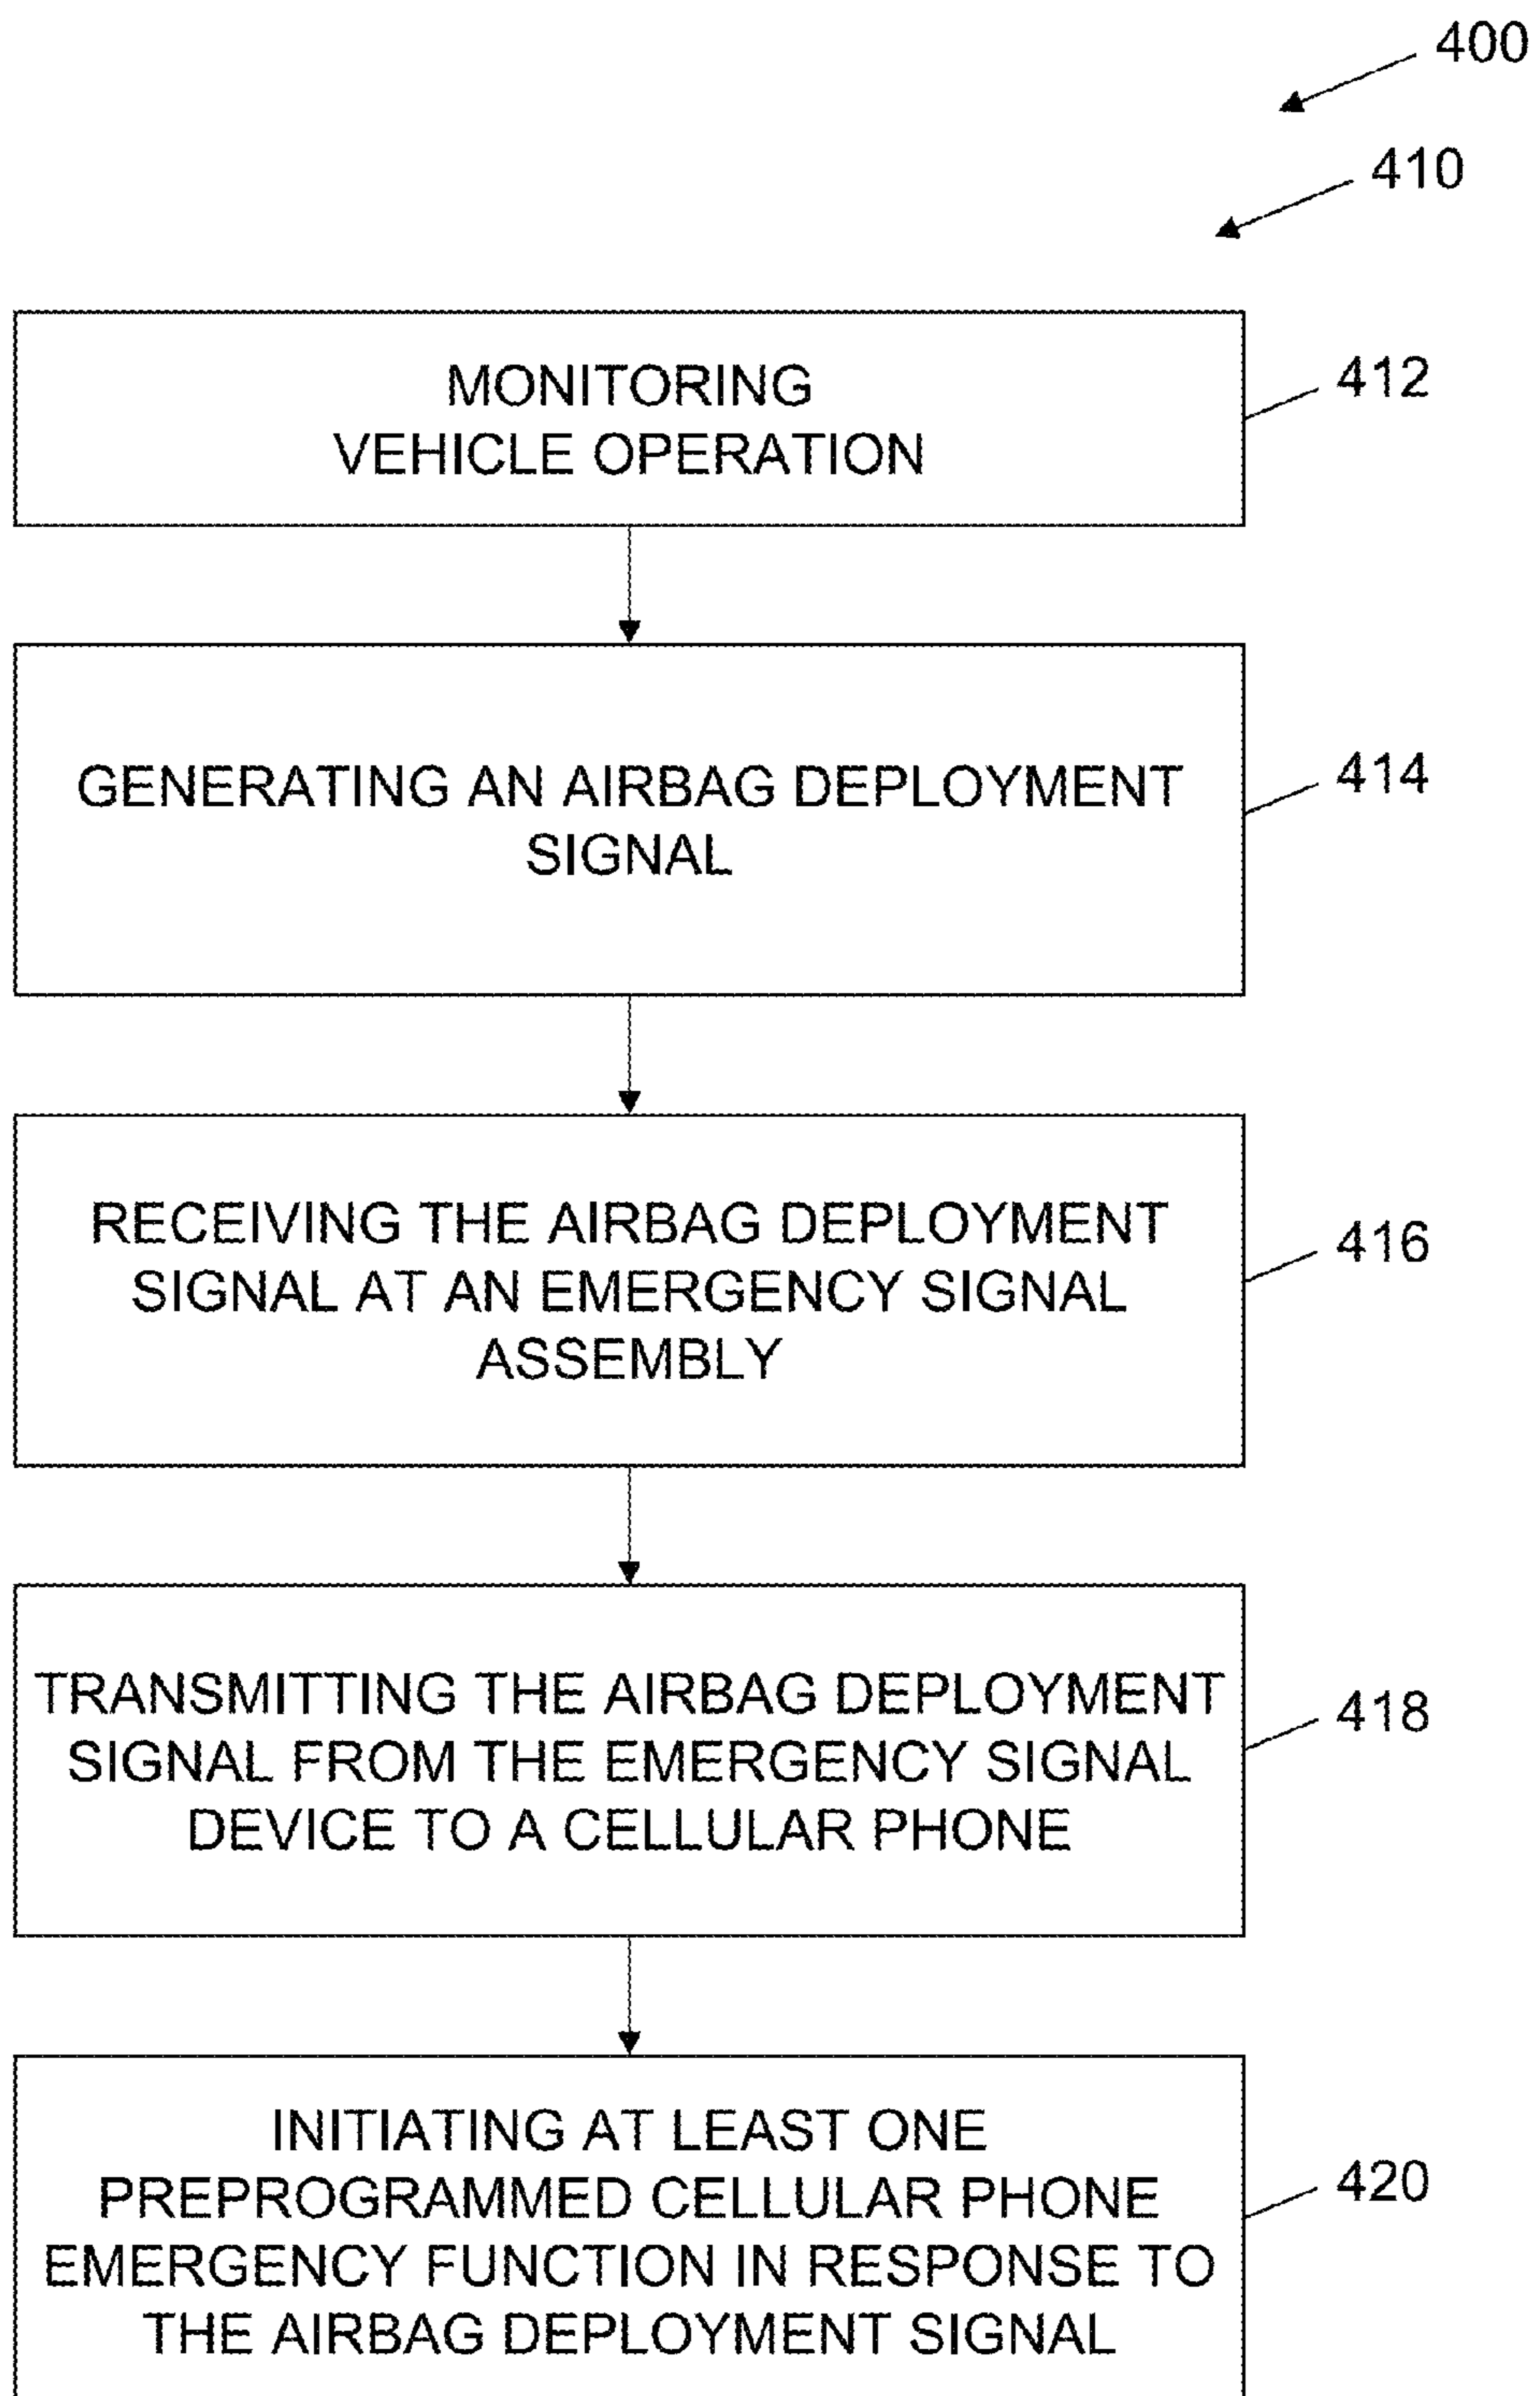 400
410
MONITORING
VEHICLE OPERATION
412
GENERATING AN AIRBAG DEPLOYMENT
SIGNAL
414
RECEIVING THE AIRBAG DEPLOYMENT
SIGNAL AT AN EMERGENCY SIGNAL
ASSEMBLY
416
TRANSMITTING THE AIRBAG DEPLOYMENT
SIGNAL FROM THE EMERGENCY SIGNAL
DEVICE TO A CELLULAR PHONE
418
INITIATING AT LEAST ONE
PREPROGRAMMED CELLULAR PHONE
EMERGENCY FUNCTION IN RESPONSE TO
THE AIRBAG DEPLOYMENT SIGNAL
420